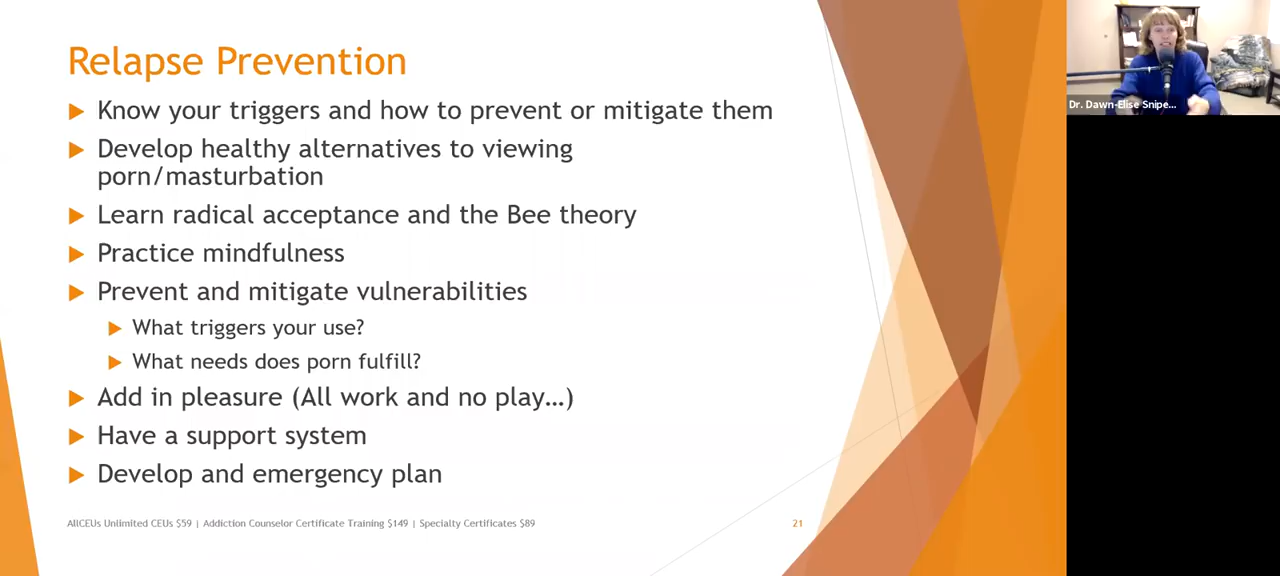 Relapse Prevention
Know your triggers and how to prevent or mitigate them
Develop healthy alternatives to viewing
porn/masturbation
Learn radical acceptance and the Bee theory
Practice mindfulness
Prevent and mitigate vulnerabilities
What triggers your use?
What needs does porn fulfill?
Add in pleasure (All work and no play…)
Have a support system
Develop and emergency plan
AllCEUs Unlimited CEUs $59 | Addiction Counselor Certificate Training $149 | Specialty Certificates $89
21
Dr. Dawn-Elise Snipe...